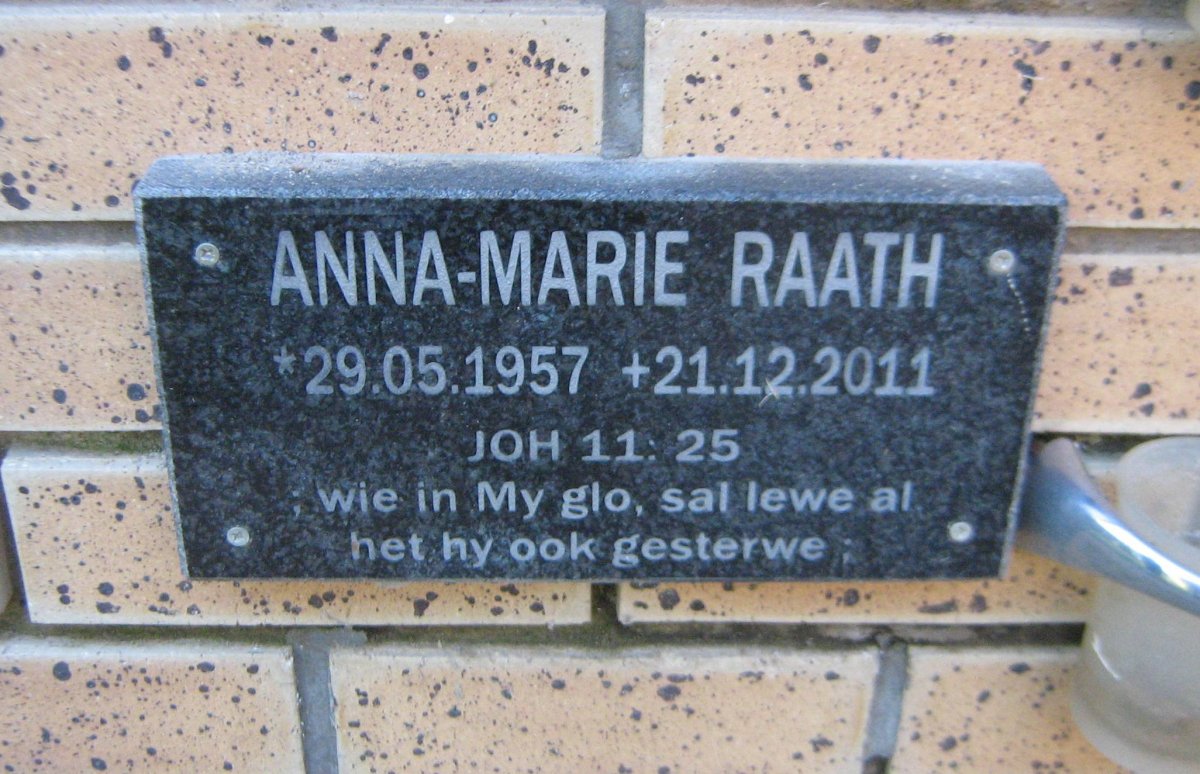 ANNA-MARIE RAATH
*29.05.1957 +21.12.2011
JOH 11: 25
; wie in My glo, sal lewe al
het hy ook gesterwe ;